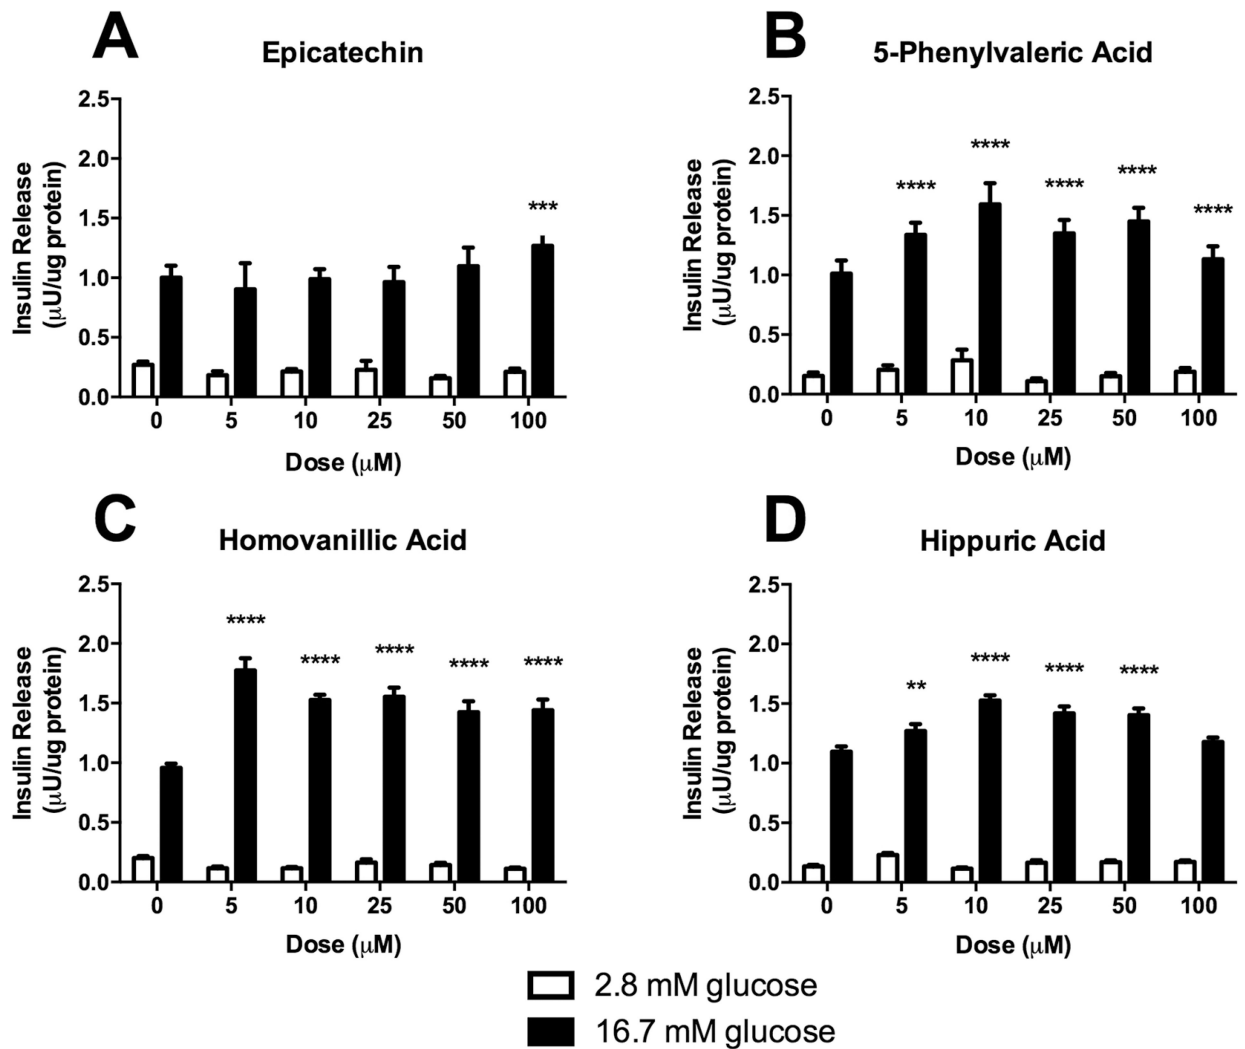 A
Epicatechin
Insulin Release
(μU/ug protein)
2.5
2.0
1.5
1.0
0.5
0.0
***
0 5 10 25 50 100
Dose (μM)
B
5-Phenylvaleric Acid
Insulin Release
(μU/ug protein)
2.5
2.0
1.5
1.0
0.5
0.0
**** **** **** **** ****
0 5 10 25 50 100
Dose (μM)
C
Homovanillic Acid
Insulin Release
(μU/ug protein)
2.5
2.0
1.5
1.0
0.5
0.0
**** **** **** **** ****
0 5 10 25 50 100
Dose (μM)
D
Hippuric Acid
Insulin Release
(μU/ug protein)
2.5
2.0
1.5
1.0
0.5
0.0
** **** **** ****
0 5 10 25 50 100
Dose (μM)
2.8 mM glucose
16.7 mM glucose